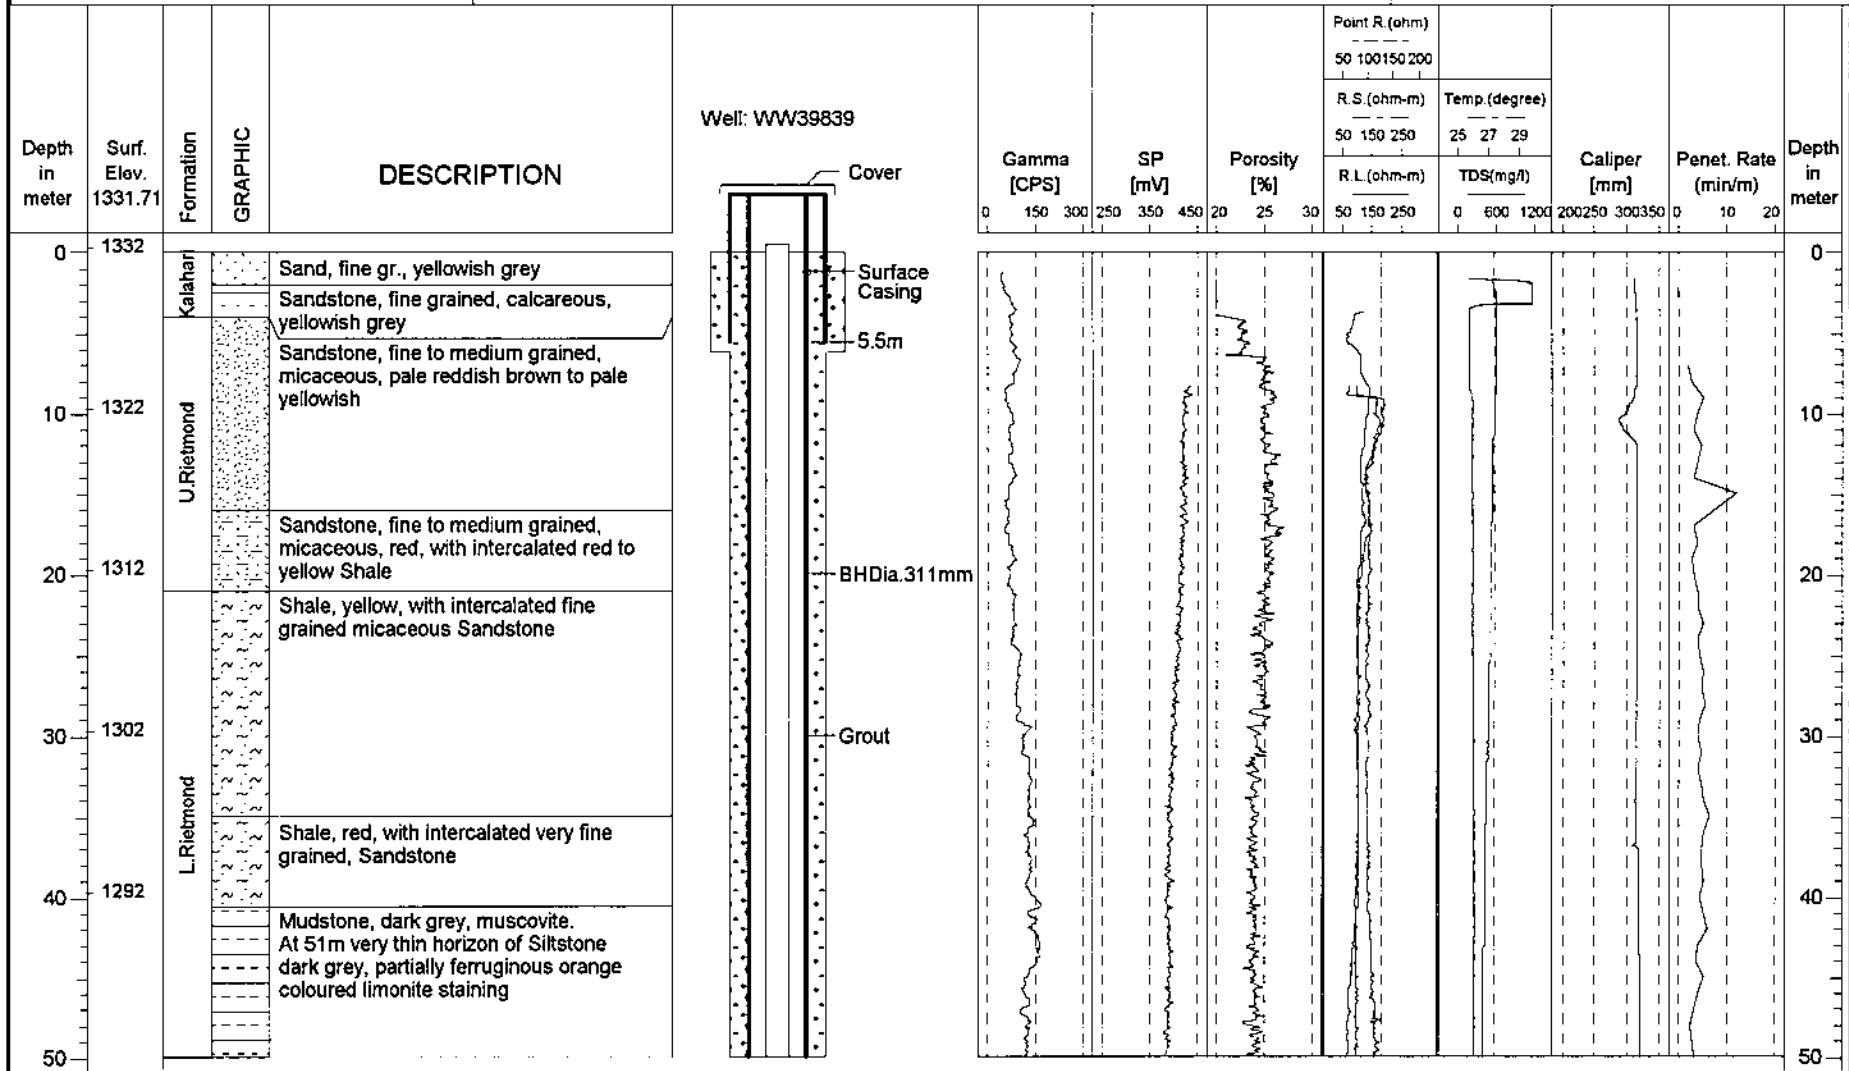 Depth
in
meter
Surf.
Elev.
1331.71
Formation
GRAPHIC
DESCRIPTION
Well: WW39839
Cover
Surface
Casing
5.5m
BHDia.311mm
Grout
Gamma
[CPS]
0 150 300
SP
[mV]
250 350 450
Porosity
[%]
20 25 30
Point R.(ohm)
50 100 150 200
R.S.(ohm-m)
50 150 250
R.L.(ohm-m)
50 150 250
Temp.(degree)
25 27 29
TDS(mg/l)
0 600 1200
Caliper
[mm]
200 250 300 350
Penet. Rate
(min/m)
0 10 20
Depth
in
meter
0
10
20
30
40
50
1332
1322
1312
1302
1292
Kalahari
U.Rietmond
L.Rietmond
Sand, fine gr., yellowish grey
Sandstone, fine grained, calcareous,
yellowish grey
Sandstone, fine to medium grained,
micaceous, pale reddish brown to pale
yellowish
Sandstone, fine to medium grained,
micaceous, red, with intercalated red to
yellow Shale
Shale, yellow, with intercalated fine
grained micaceous Sandstone
Shale, red, with intercalated very fine
grained, Sandstone
Mudstone, dark grey, muscovite.
At 51m very thin horizon of Siltstone
dark grey, partially ferruginous orange
coloured limonite staining
0
10
20
30
40
50